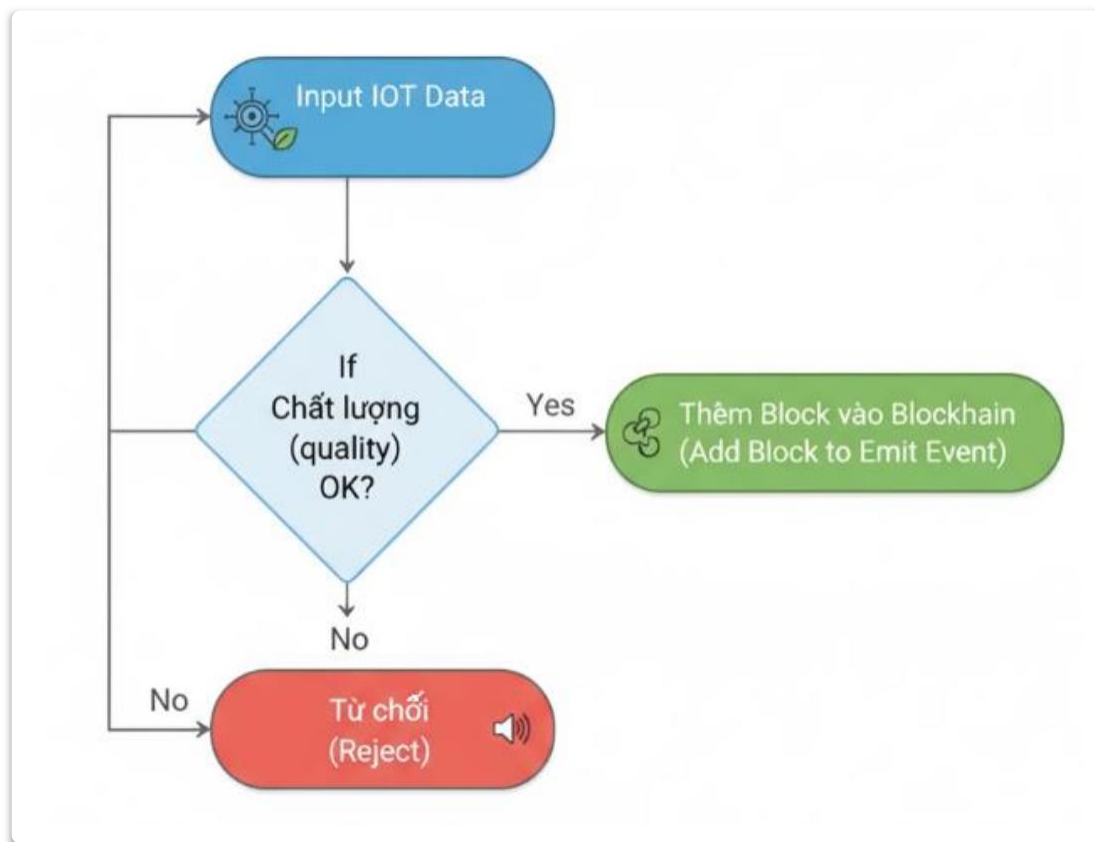 Input IOT Data
If
Chất lượng
(quality)
OK?
Yes
Thêm Block vào Blockhain
(Add Block to Emit Event)
No
No
Từ chối
(Reject)